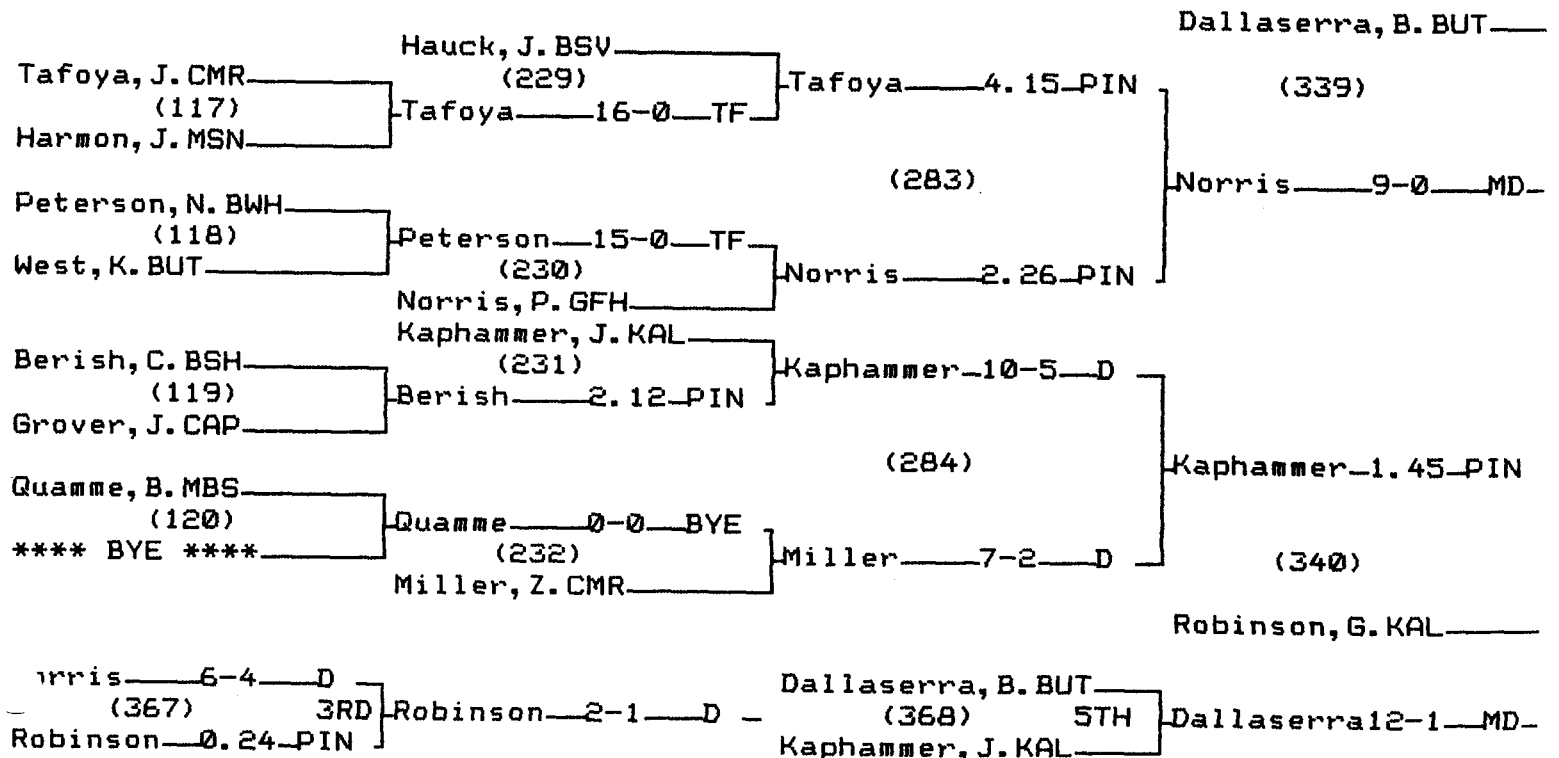 Dallaserra, B. BUT
Hauck, J. BSV
Tafoya, J. CMR (229) Tafoya 4.15 PIN (339)
(117) Tafoya 16-0 TF
Harmon, J. MSN
(283) Norris 9-0 MD
Peterson, N. BWH
(118) Peterson 15-0 TF
West, K. BUT (230) Norris 2.26 PIN
Norris, P. GFH
Kaphammer, J. KAL
Berish, C. BSH (231) Kaphammer 10-5 D
(119) Berish 2.12 PIN
Grover, J. CAP
(284) Kaphammer 1.45 PIN
Quamme, B. MBS
(120) Quamme 0-0 BYE
**** BYE **** (232) Miller 7-2 D (340)
Miller, Z. CMR
Robinson, G. KAL
rris 6-4 D Dallaserra, B. BUT
(367) 3RD Robinson 2-1 D (368) 5TH Dallaserra 12-1 MD
Robinson 0.24 PIN Kaphammer, J. KAL